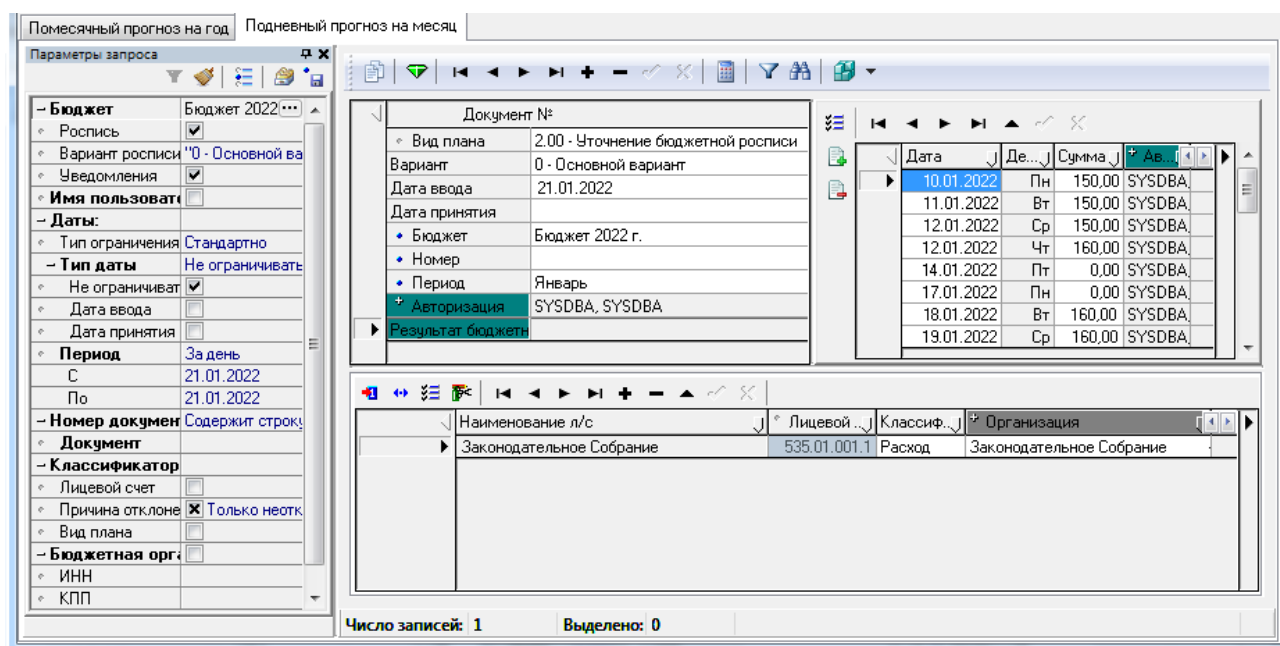 Помесячный прогноз на год
Подневный прогноз на месяц
Параметры запроса
Бюджет Бюджет 2022
Роспись
Вариант росписи "0 - Основной ва
Уведомления
Имя пользоват
Даты:
Тип ограничения Стандартно
Тип даты Не ограничивать
Не ограничиват
Дата ввода
Дата принятия
Период За день
С 21.01.2022
По 21.01.2022
Номер докумен Содержит строку
Документ
Классификатор
Лицевой счет
Причина отклоне Только неотк
Вид плана
Бюджетная орга
ИНН
КПП
Документ №
Вид плана 2.00 - Уточнение бюджетной росписи
Вариант 0 - Основной вариант
Дата ввода 21.01.2022
Дата принятия
Бюджет Бюджет 2022 г.
Номер
Период Январь
Авторизация SYSDBA, SYSDBA
Результат бюджетн
Дата Де... Сумма Ав...
10.01.2022 Пн 150,00 SYSDBA,
11.01.2022 Вт 150,00 SYSDBA,
12.01.2022 Ср 150,00 SYSDBA,
12.01.2022 Чт 160,00 SYSDBA,
14.01.2022 Пт 0,00 SYSDBA,
17.01.2022 Пн 0,00 SYSDBA,
18.01.2022 Вт 160,00 SYSDBA,
19.01.2022 Ср 160,00 SYSDBA,
Наименование л/с Лицевой ... Классиф... Организация
Законодательное Собрание 535.01.001.1 Расход Законодательное Собрание
Число записей: 1 Выделено: 0